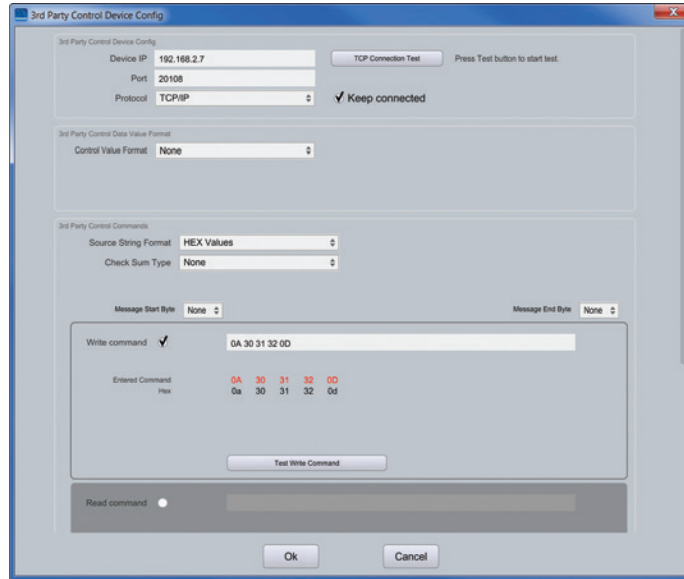 3rd Party Control Device Config
3rd Party Control Device Config
Device IP 192.168.2.7 TCP Connection Test Press Test button to start test.
Port 20108
Protocol TCP/IP Keep connected
3rd Party Control Data Value Format
Control Value Format None
3rd Party Control Commands
Source String Format HEX Values
Check Sum Type None
Message Start Byte None Message End Byte None
Write command 0A 30 31 32 0D
Entered Command 0A 30 31 32 0D
Hex 0a 30 31 32 0d
Test Write Command
Read command
Ok Cancel